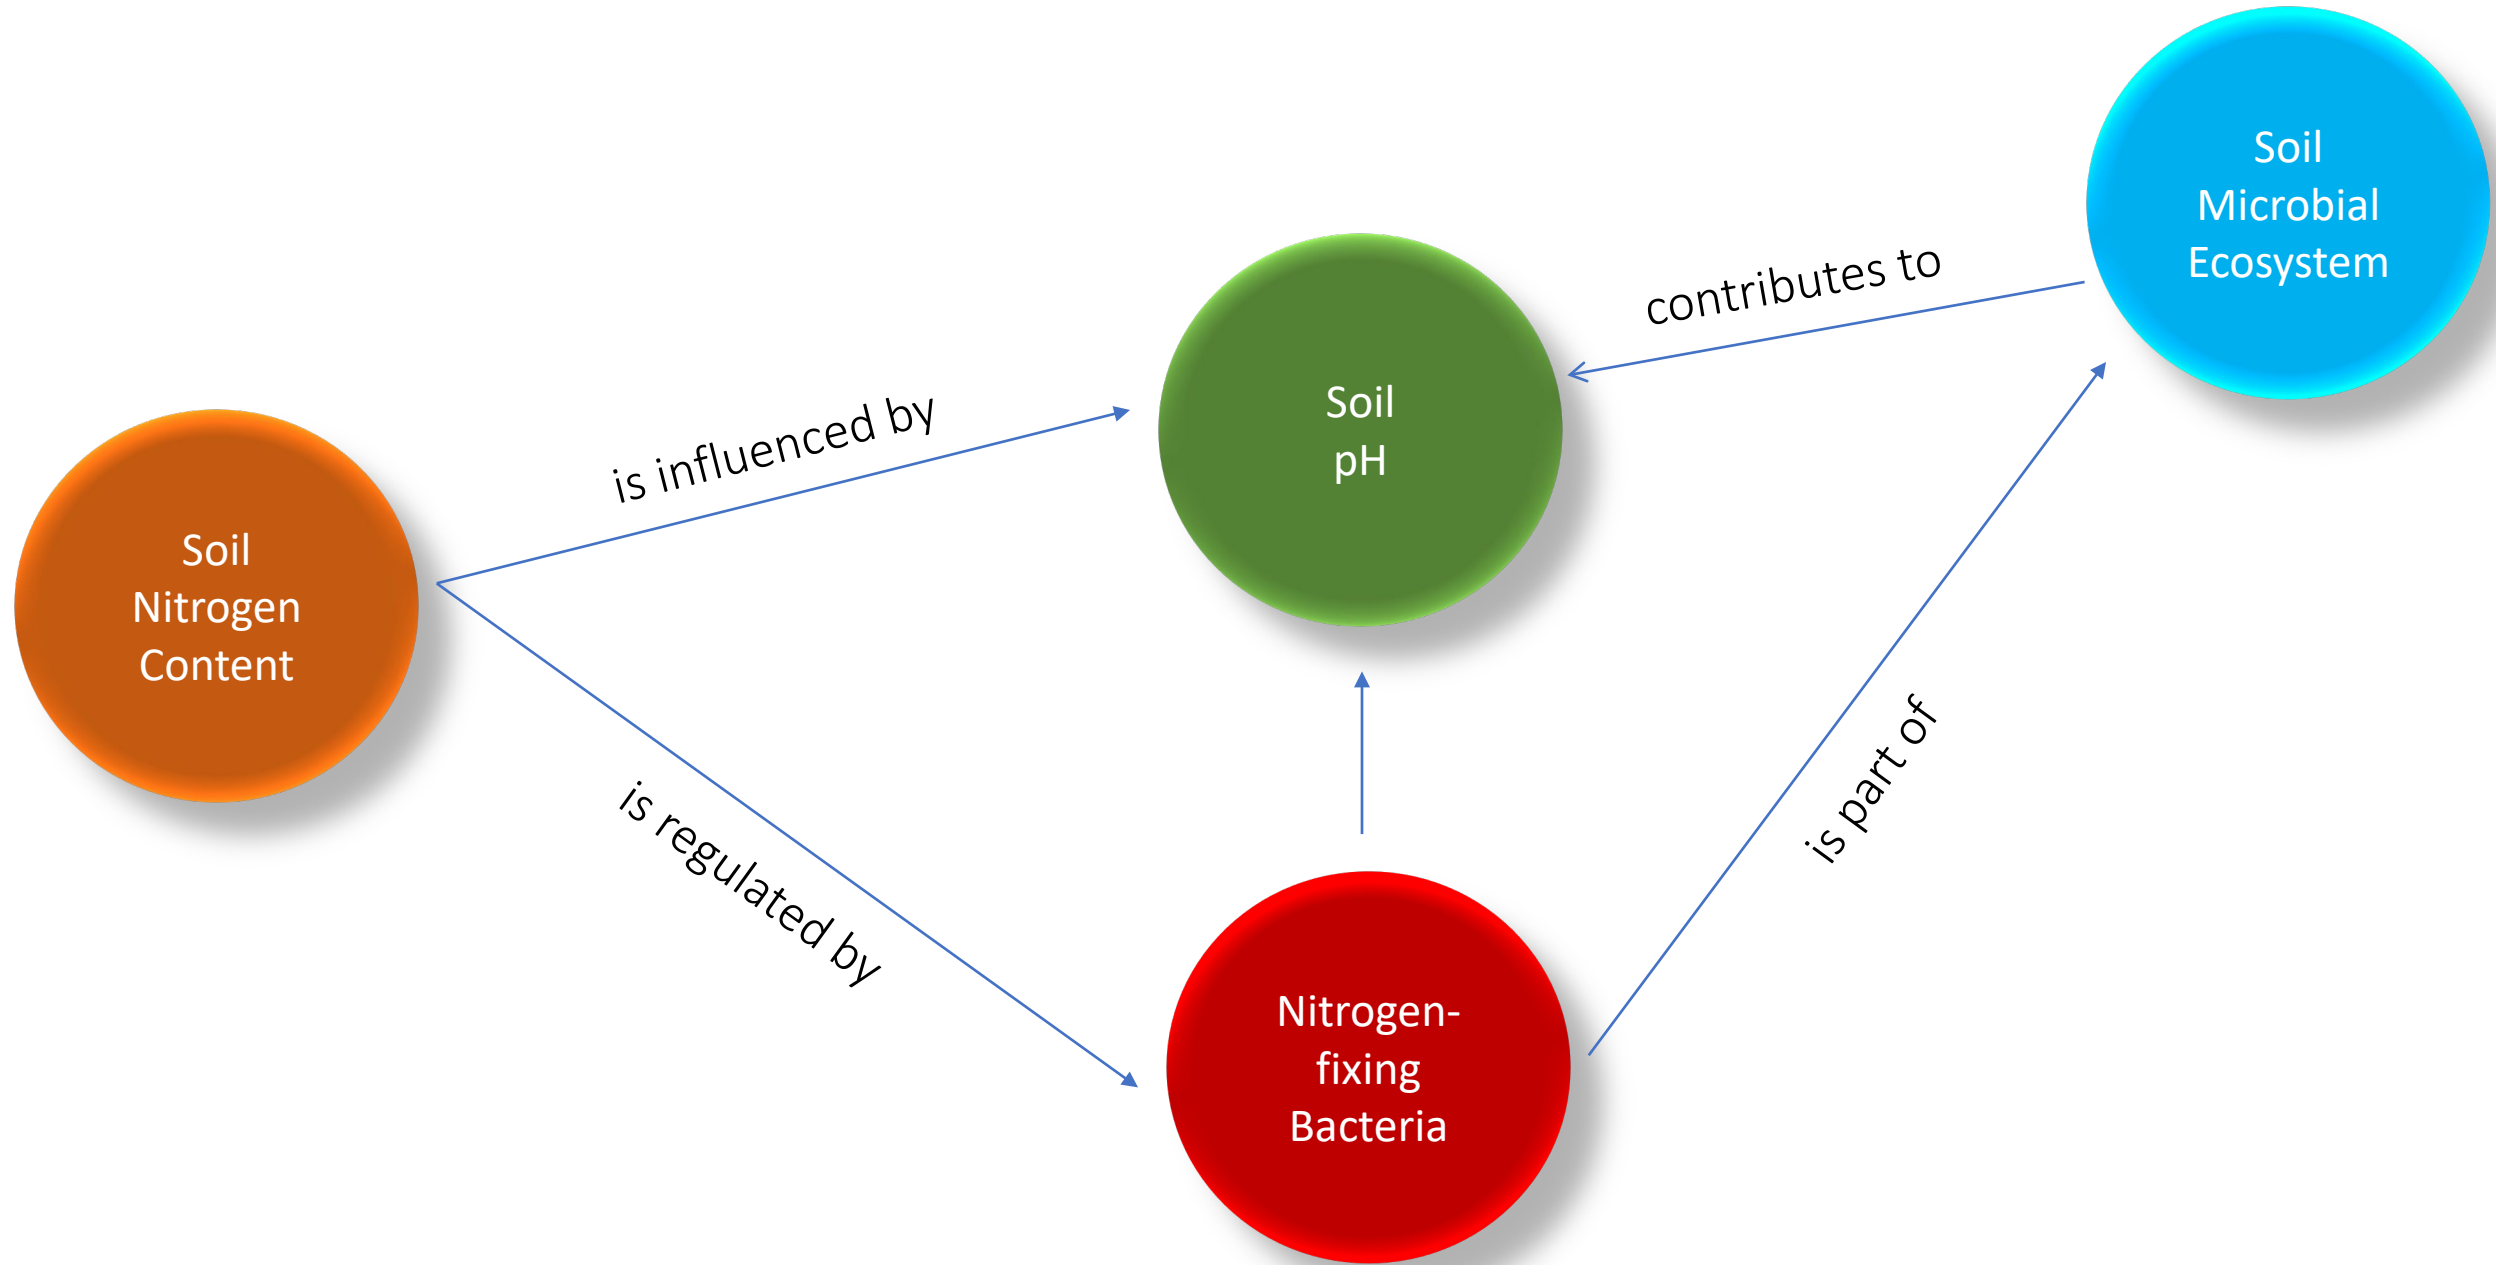 Soil
Microbial
Ecosystem
contributes to
Soil
pH
is influenced by
Soil
Nitrogen
Content
is regulated by
is part of
Nitrogen-
fixing
Bacteria